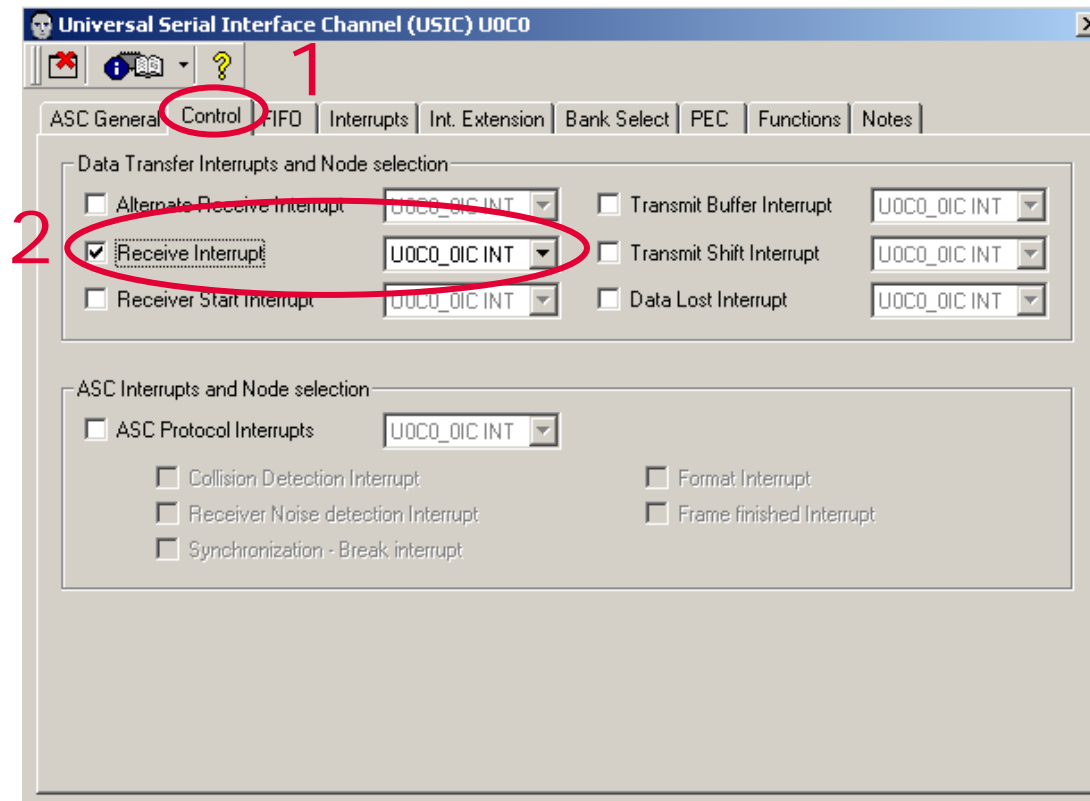 Universal Serial Interface Channel (USIC) U0C0
1
ASC General Control FIFO Interrupts Int. Extension Bank Select PEC Functions Notes
Data Transfer Interrupts and Node selection
Alternate Receive Interrupt U0C0_0IC INT Transmit Buffer Interrupt U0C0_0IC INT
2
Receive Interrupt U0C0_0IC INT Transmit Shift Interrupt U0C0_0IC INT
Receiver Start Interrupt U0C0_0IC INT Data Lost Interrupt U0C0_0IC INT
ASC Interrupts and Node selection
ASC Protocol Interrupts U0C0_0IC INT
Collision Detection Interrupt Format Interrupt
Receiver Noise detection Interrupt Frame finished Interrupt
Synchronization - Break interrupt